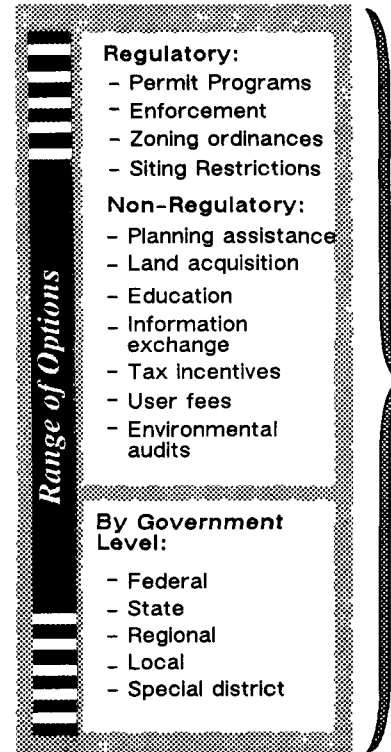 Range of Options
Regulatory:
- Permit Programs
- Enforcement
- Zoning ordinances
- Siting Restrictions
Non-Regulatory:
- Planning assistance
- Land acquisition
- Education
- Information
exchange
- Tax incentives
- User fees
- Environmental
audits
By Government
Level:
- Federal
- State
- Regional
- Local
- Special district